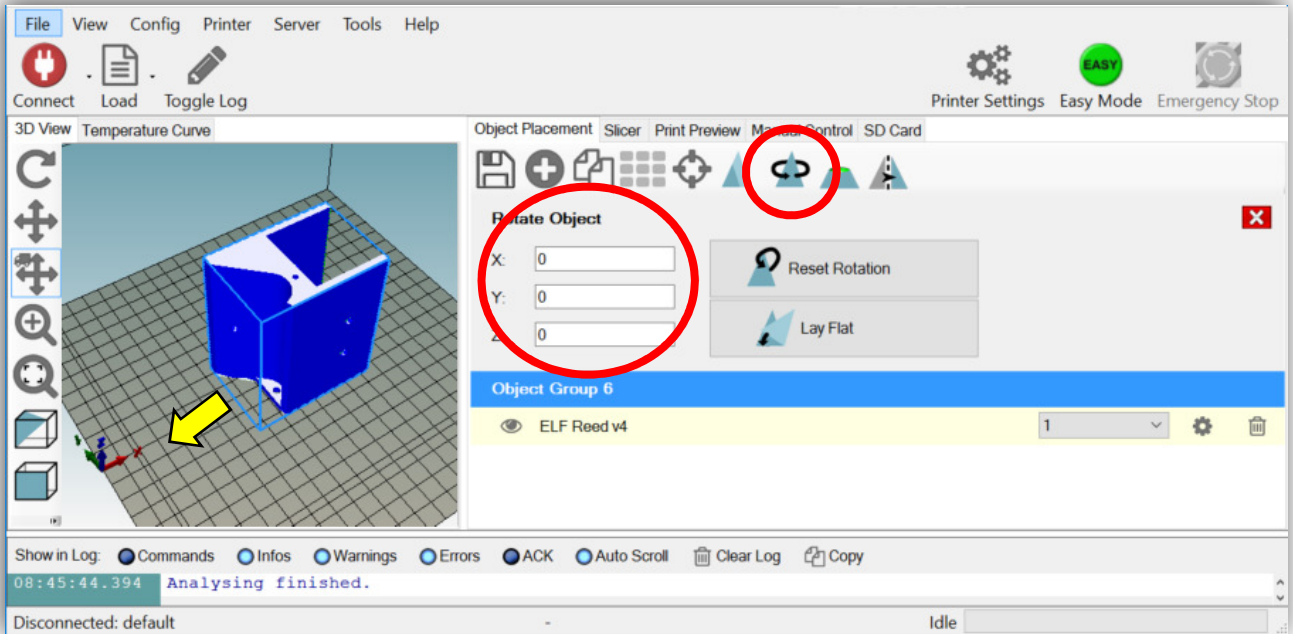 File View Config Printer Server Tools Help
EASY
Connect Load Toggle Log Printer Settings Easy Mode Emergency Stop
3D View Temperature Curve Object Placement Slicer Print Preview Manual Control SD Card
Rotate Object
X: 0 Reset Rotation
Y: 0
Z: 0 Lay Flat
Object Group 6
ELF Reed v4 1
Show in Log: Commands Infos Warnings Errors ACK Auto Scroll Clear Log Copy
08:45:44.394 Analysing finished.
Disconnected: default - Idle